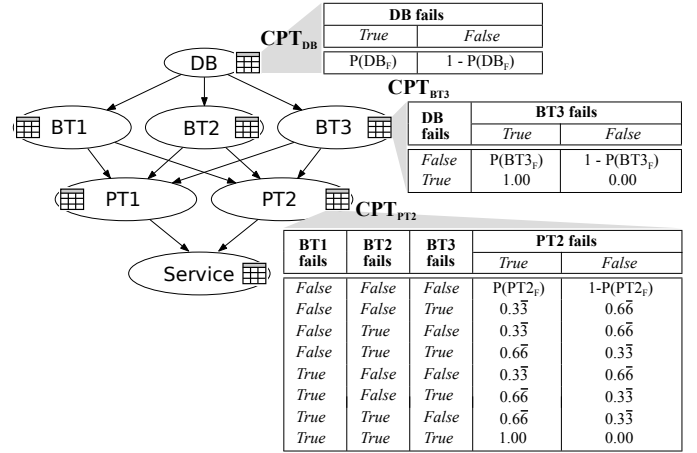 DB fails
CPT_DB
True False
P(DB_F) 1 - P(DB_F)
DB
CPT_BT3
BT1 BT2 BT3
DB fails BT3 fails
True False
False P(BT3_F) 1 - P(BT3_F)
True 1.00 0.00
PT1 PT2
CPT_PT2
Service
BT1 fails BT2 fails BT3 fails PT2 fails
True False
False False False P(PT2_F) 1-P(PT2_F)
False False True 0.33̅ 0.66̅
False True False 0.33̅ 0.66̅
False True True 0.66̅ 0.33̅
True False False 0.33̅ 0.66̅
True False True 0.66̅ 0.33̅
True True False 0.66̅ 0.33̅
True True True 1.00 0.00